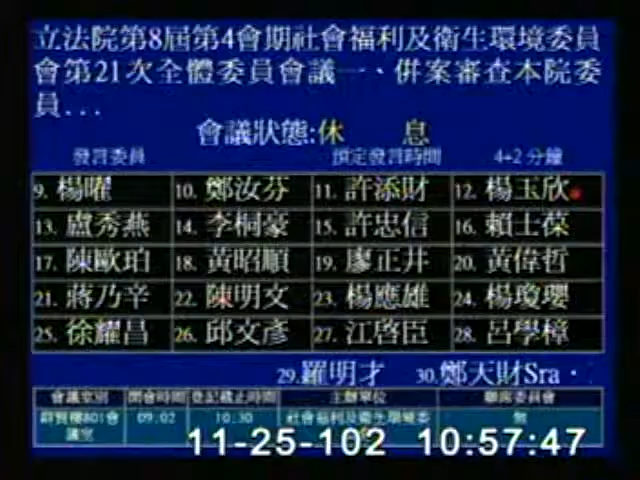 立法院第8屆第4會期社會福利及衛生環境委員
會第21次全體委員會議一、併案審查本院委
員...
會議狀態:休 息
發言委員 預定發言時間 4+2 分鐘
9. 楊曜 10. 鄭汝芬 11. 許添財 12. 楊玉欣
13. 盧秀燕 14. 李桐豪 15. 許忠信 16. 賴士葆
17. 陳歐珀 18. 黃昭順 19. 廖正井 20. 黃偉哲
21. 蔣乃辛 22. 陳明文 23. 楊應雄 24. 楊瓊瓔
25. 徐耀昌 26. 邱文彥 27. 江啓臣 28. 呂學樟
29.羅明才 30.鄭天財Sra．
會議室別 開會時間 登記截止時間 主辦單位 聯席委員會
群賢樓801會 09:02 10:30 社會福利及衛生環境委 無
議室
11-25-102 10:57:47